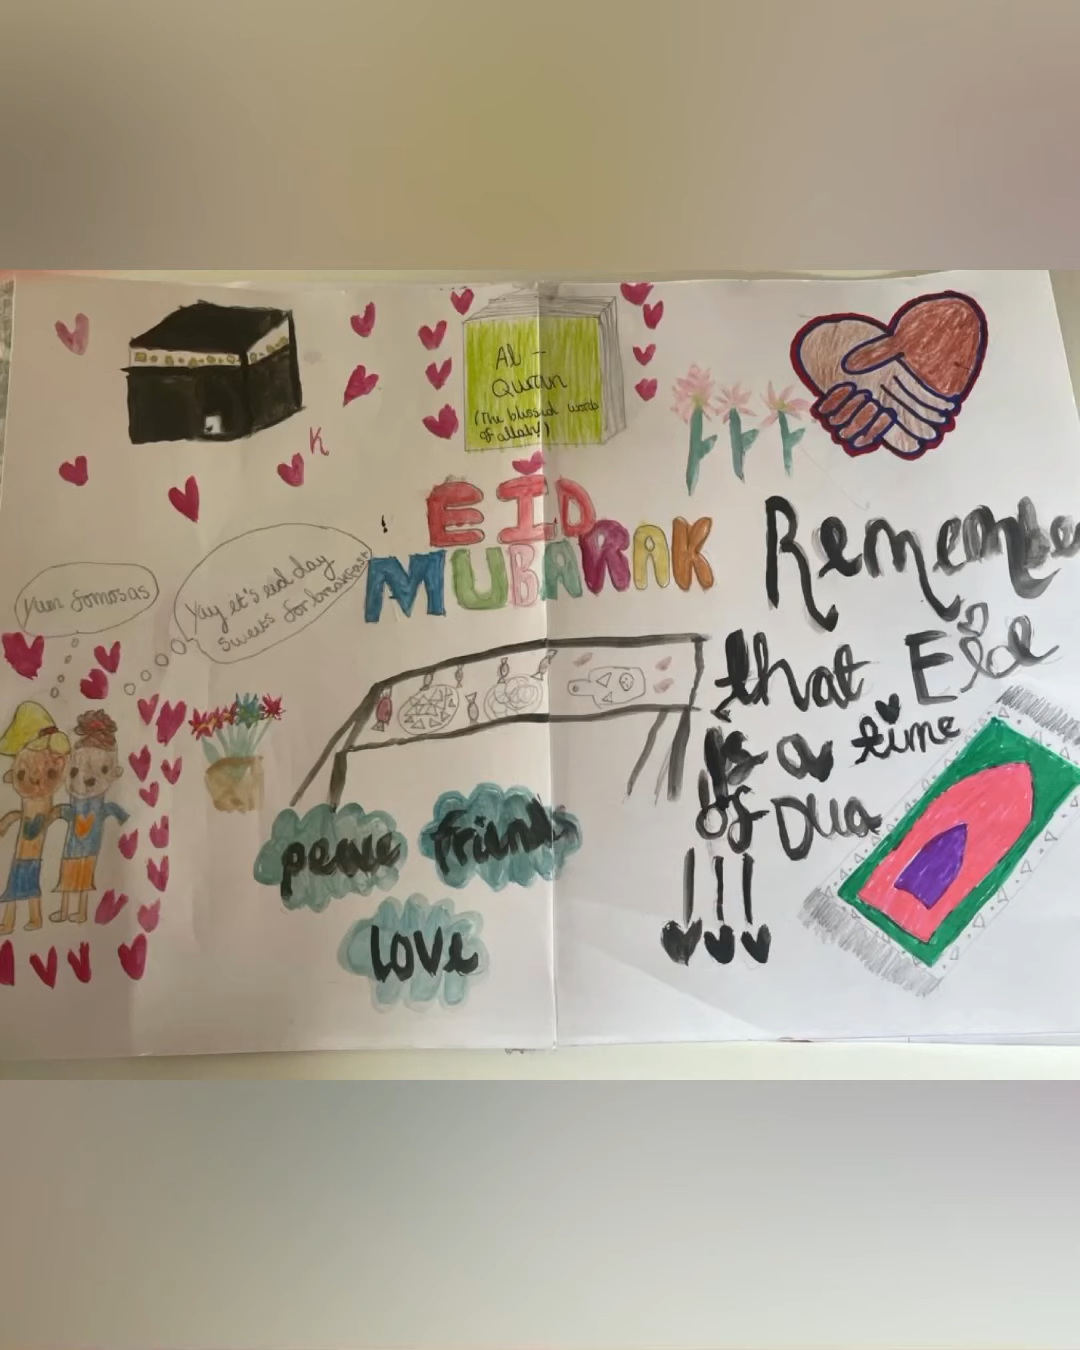 Al -
Quran
(The blessed words
of allah!)
K
EID
MUBARAK
!
yum somosas
Yay it's eid day
sweets for breakfast
peace
friends
love
Remember
that Eid
is a time
of Dua
!!!